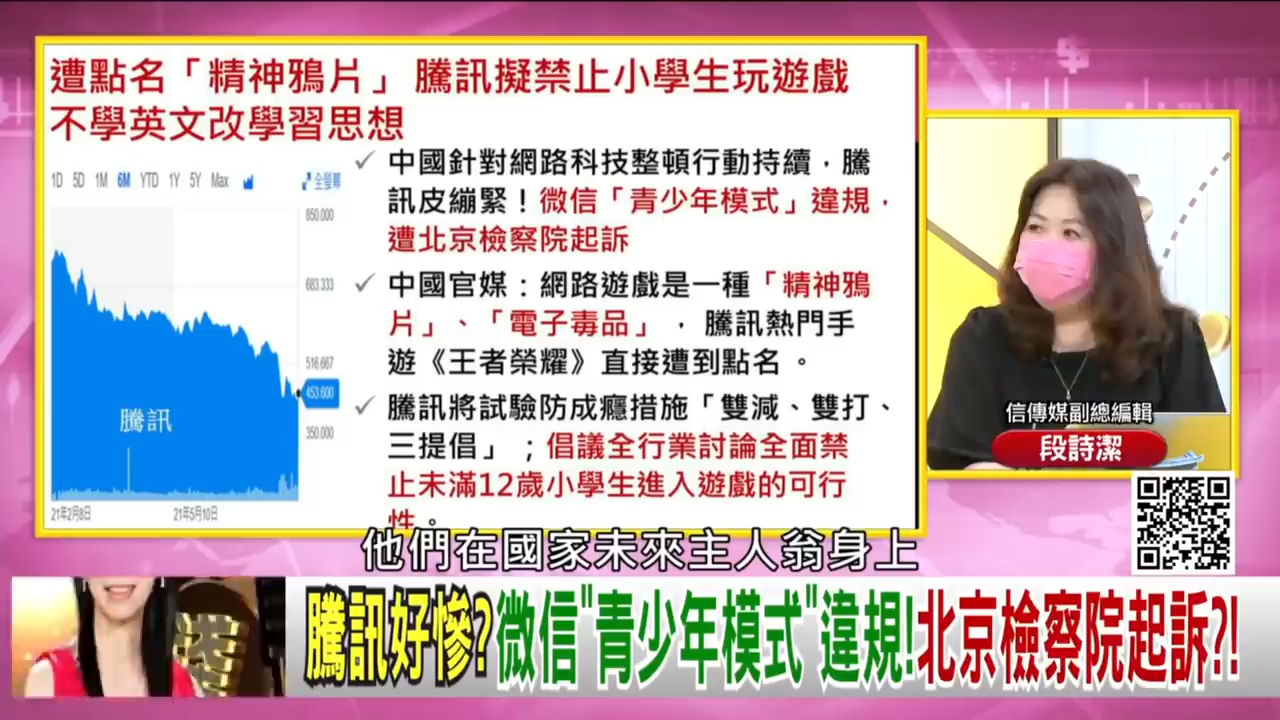 遭點名「精神鴉片」 騰訊擬禁止小學生玩遊戲
不學英文改學習思想
1D 5D 1M 6M YTD 1Y 5Y Max 全螢幕
850.000
683.333
516.667
453.600
350.000
騰訊
21年2月8日 21年5月10日
✓ 中國針對網路科技整頓行動持續，騰
訊皮繃緊！微信「青少年模式」違規，
遭北京檢察院起訴
✓ 中國官媒：網路遊戲是一種「精神鴉
片」、「電子毒品」，騰訊熱門手
遊《王者榮耀》直接遭到點名。
✓ 騰訊將試驗防成癮措施「雙減、雙打、
三提倡」；倡議全行業討論全面禁
止未滿12歲小學生進入遊戲的可行
性。
信傳媒副總編輯
段詩潔
他們在國家未來主人翁身上
騰訊好慘?微信"青少年模式"違規!北京檢察院起訴?!